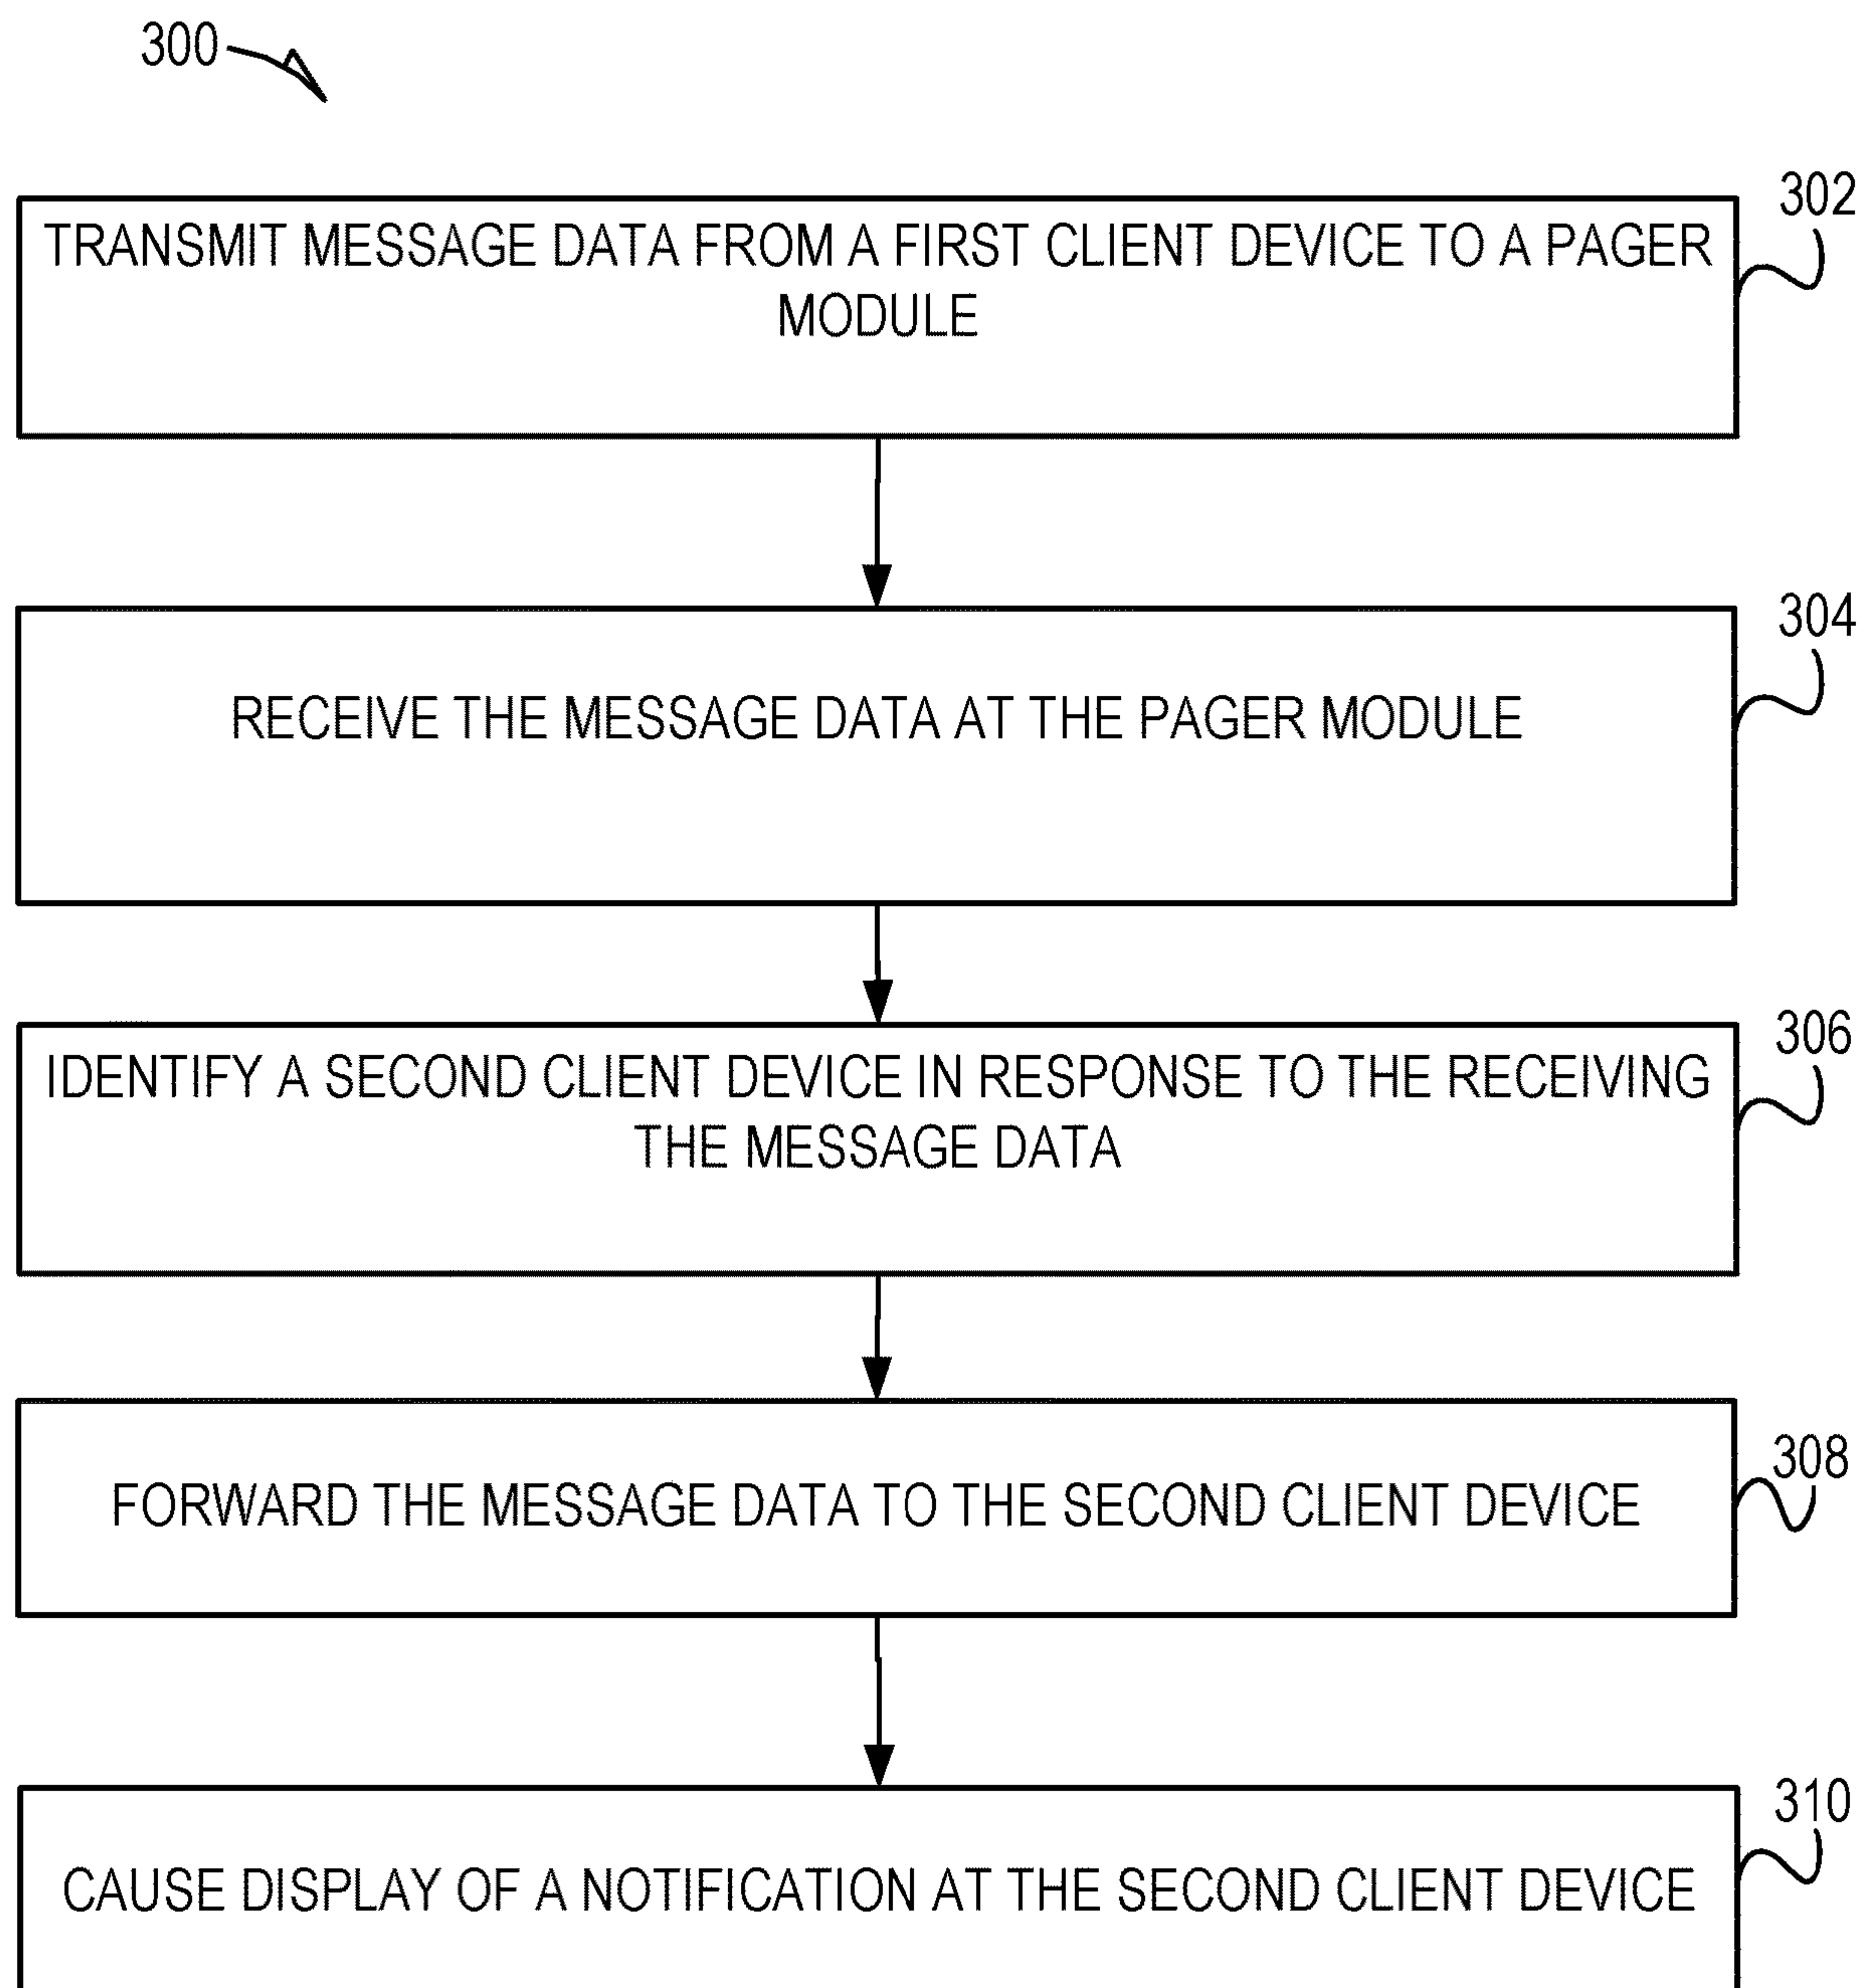 300
302
TRANSMIT MESSAGE DATA FROM A FIRST CLIENT DEVICE TO A PAGER
MODULE
304
RECEIVE THE MESSAGE DATA AT THE PAGER MODULE
306
IDENTIFY A SECOND CLIENT DEVICE IN RESPONSE TO THE RECEIVING
THE MESSAGE DATA
308
FORWARD THE MESSAGE DATA TO THE SECOND CLIENT DEVICE
310
CAUSE DISPLAY OF A NOTIFICATION AT THE SECOND CLIENT DEVICE